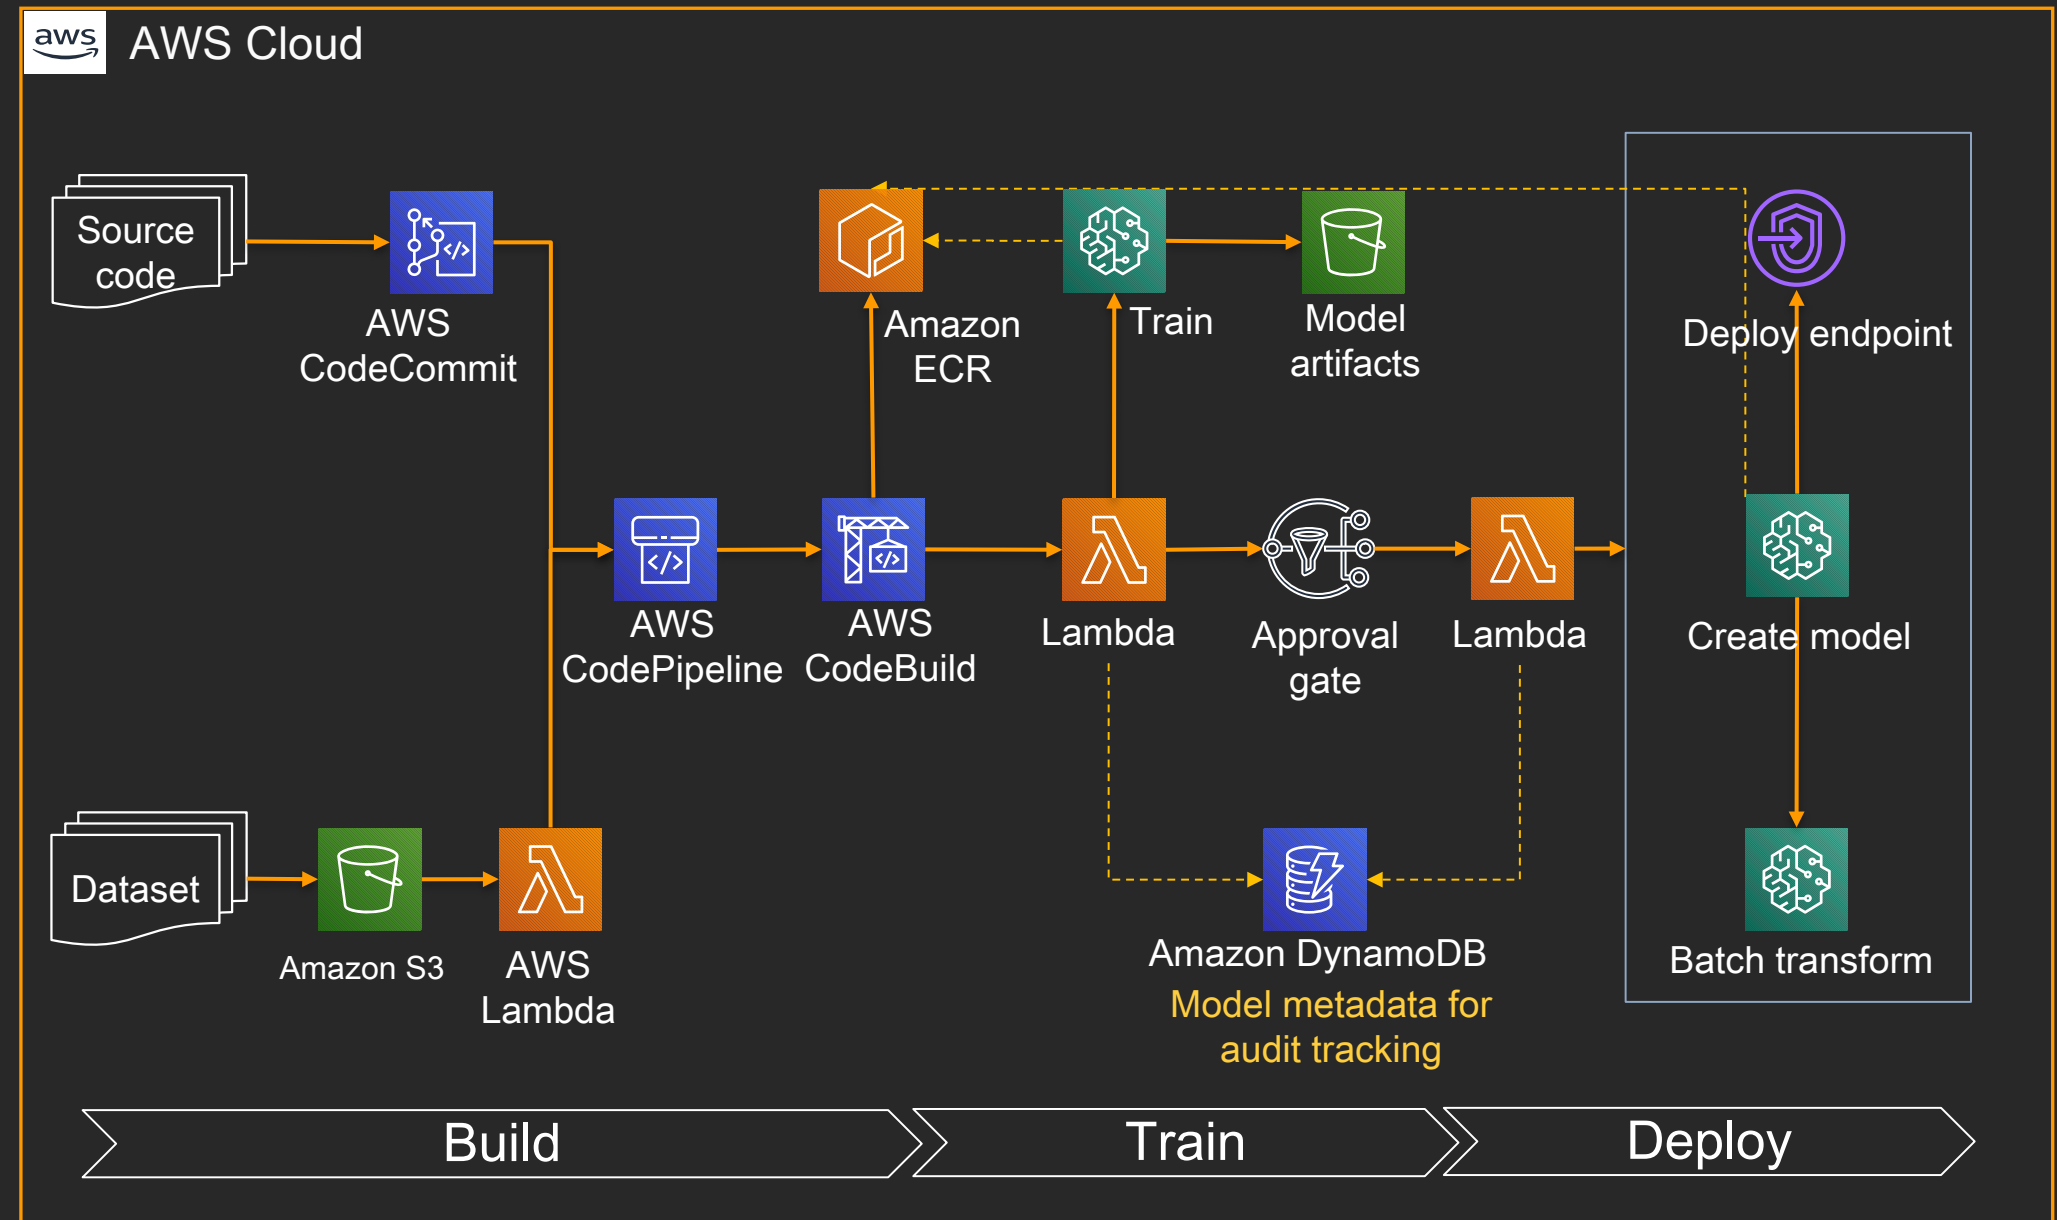 aws
AWS Cloud
Source
code
AWS
CodeCommit
Amazon
ECR
Train
Model
artifacts
Deploy endpoint
AWS
CodePipeline
AWS
CodeBuild
Lambda
Approval
gate
Lambda
Create model
Dataset
Amazon S3
AWS
Lambda
Amazon DynamoDB
Model metadata for
audit tracking
Batch transform
Build
Train
Deploy